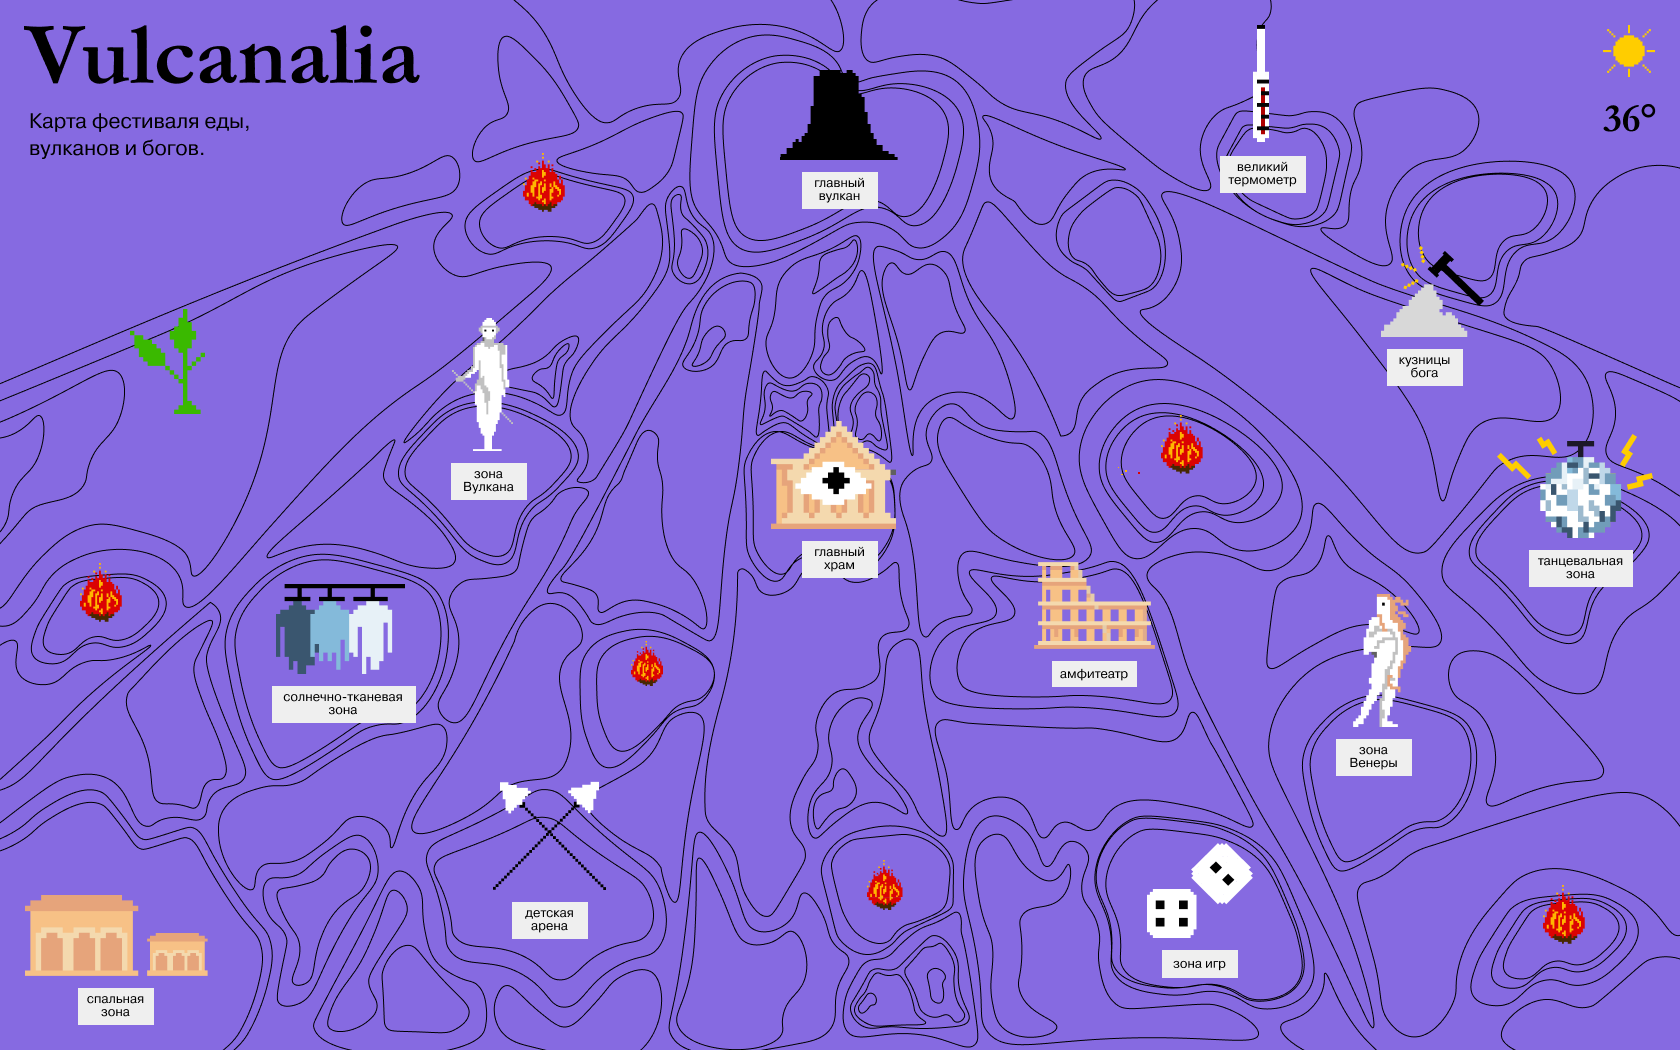 Vulcanalia
Карта фестиваля еды,
вулканов и богов.
36°
главный
вулкан
великий
термометр
кузницы
бога
зона
Вулкана
главный
храм
танцевальная
зона
солнечно-тканевая
зона
амфитеатр
зона
Венеры
детская
арена
зона игр
спальная
зона